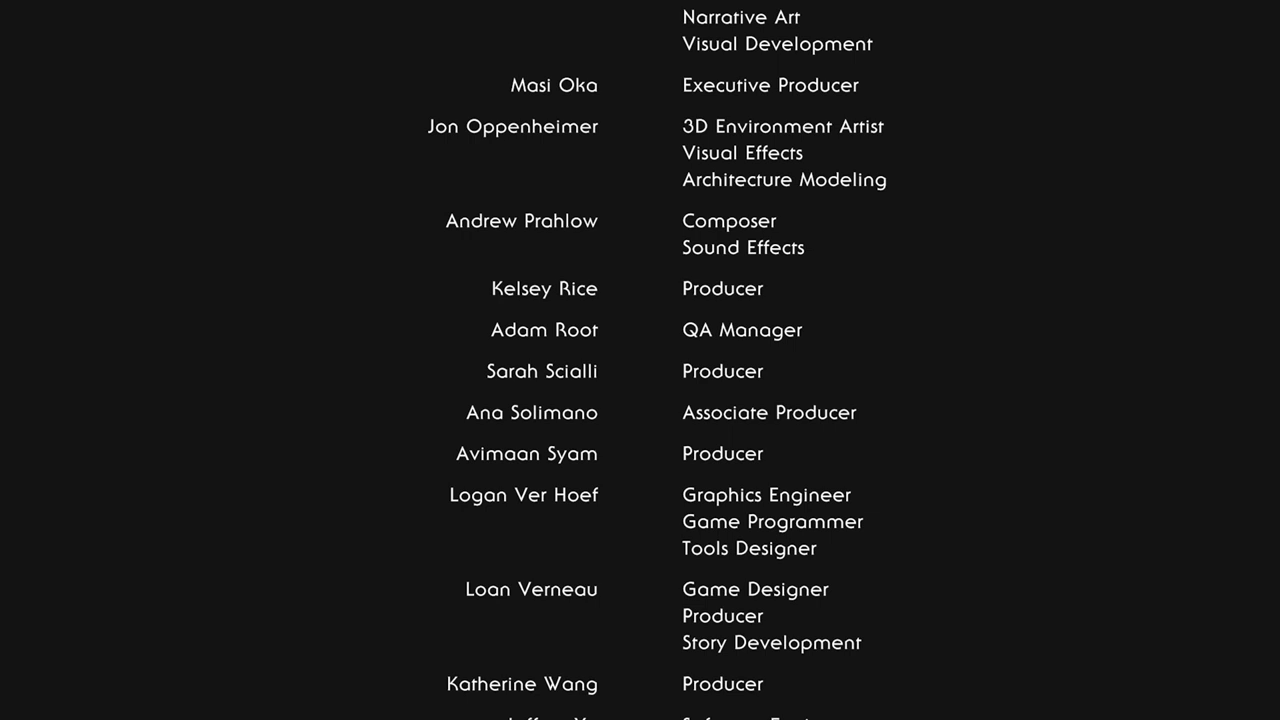 Narrative Art
Visual Development
Masi Oka Executive Producer
Jon Oppenheimer 3D Environment Artist
Visual Effects
Architecture Modeling
Andrew Prahlow Composer
Sound Effects
Kelsey Rice Producer
Adam Root QA Manager
Sarah Scialli Producer
Ana Solimano Associate Producer
Avimaan Syam Producer
Logan Ver Hoef Graphics Engineer
Game Programmer
Tools Designer
Loan Verneau Game Designer
Producer
Story Development
Katherine Wang Producer